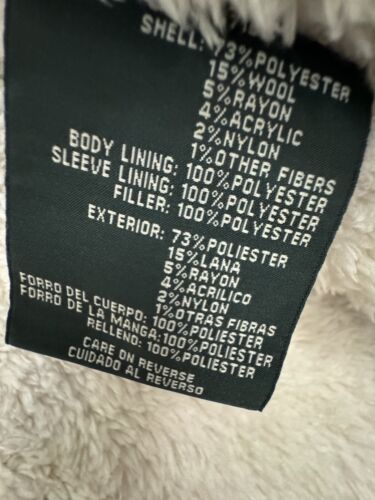 SHELL: 73%POLYESTER
15%WOOL
5%RAYON
4%ACRYLIC
2%NYLON
1%OTHER FIBERS
BODY LINING: 100%POLYESTER
SLEEVE LINING: 100%POLYESTER
FILLER: 100%POLYESTER
EXTERIOR: 73%POLIESTER
15%LANA
5%RAYON
4%ACRILICO
2%NYLON
1%OTRAS FIBRAS
FORRO DEL CUERPO: 100%POLIESTER
FORRO DE LA MANGA: 100%POLIESTER
RELLENO: 100%POLIESTER
CARE ON REVERSE
CUIDADO AL REVERSO